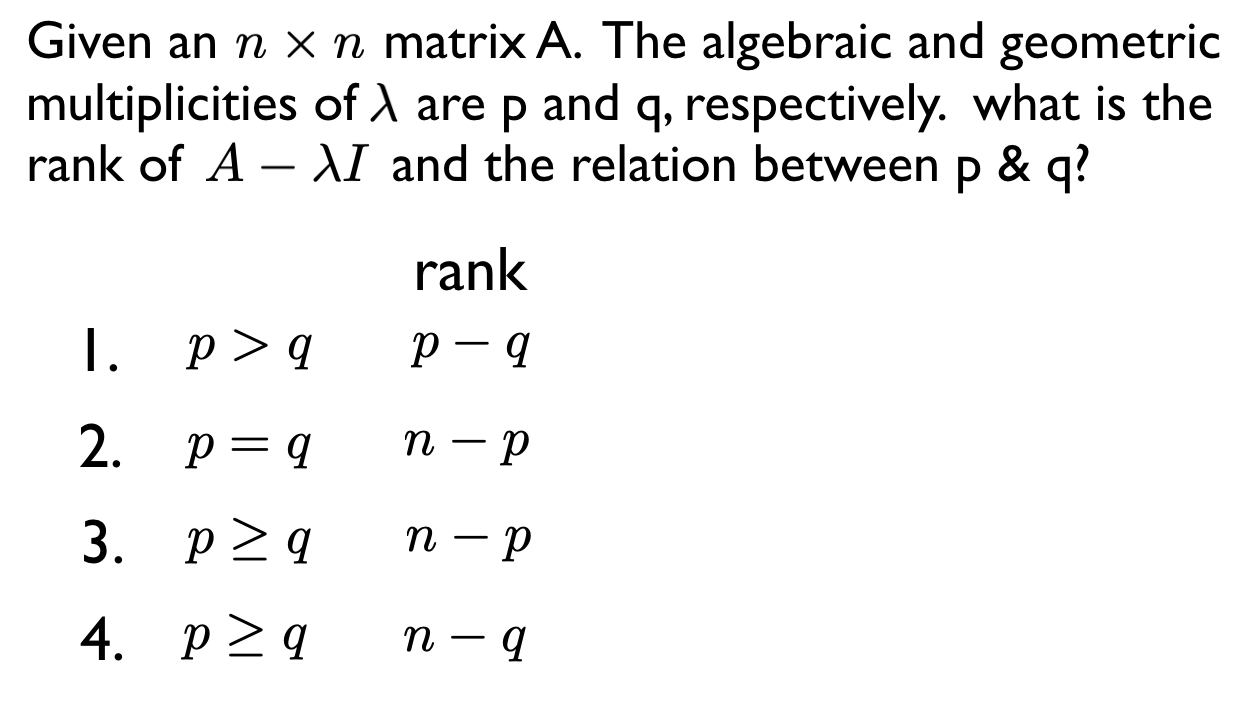 Given an n × n matrix A. The algebraic and geometric
multiplicities of λ are p and q, respectively. what is the
rank of A − λI and the relation between p & q?
rank
1. p > q p − q
2. p = q n − p
3. p ≥ q n − p
4. p ≥ q n − q